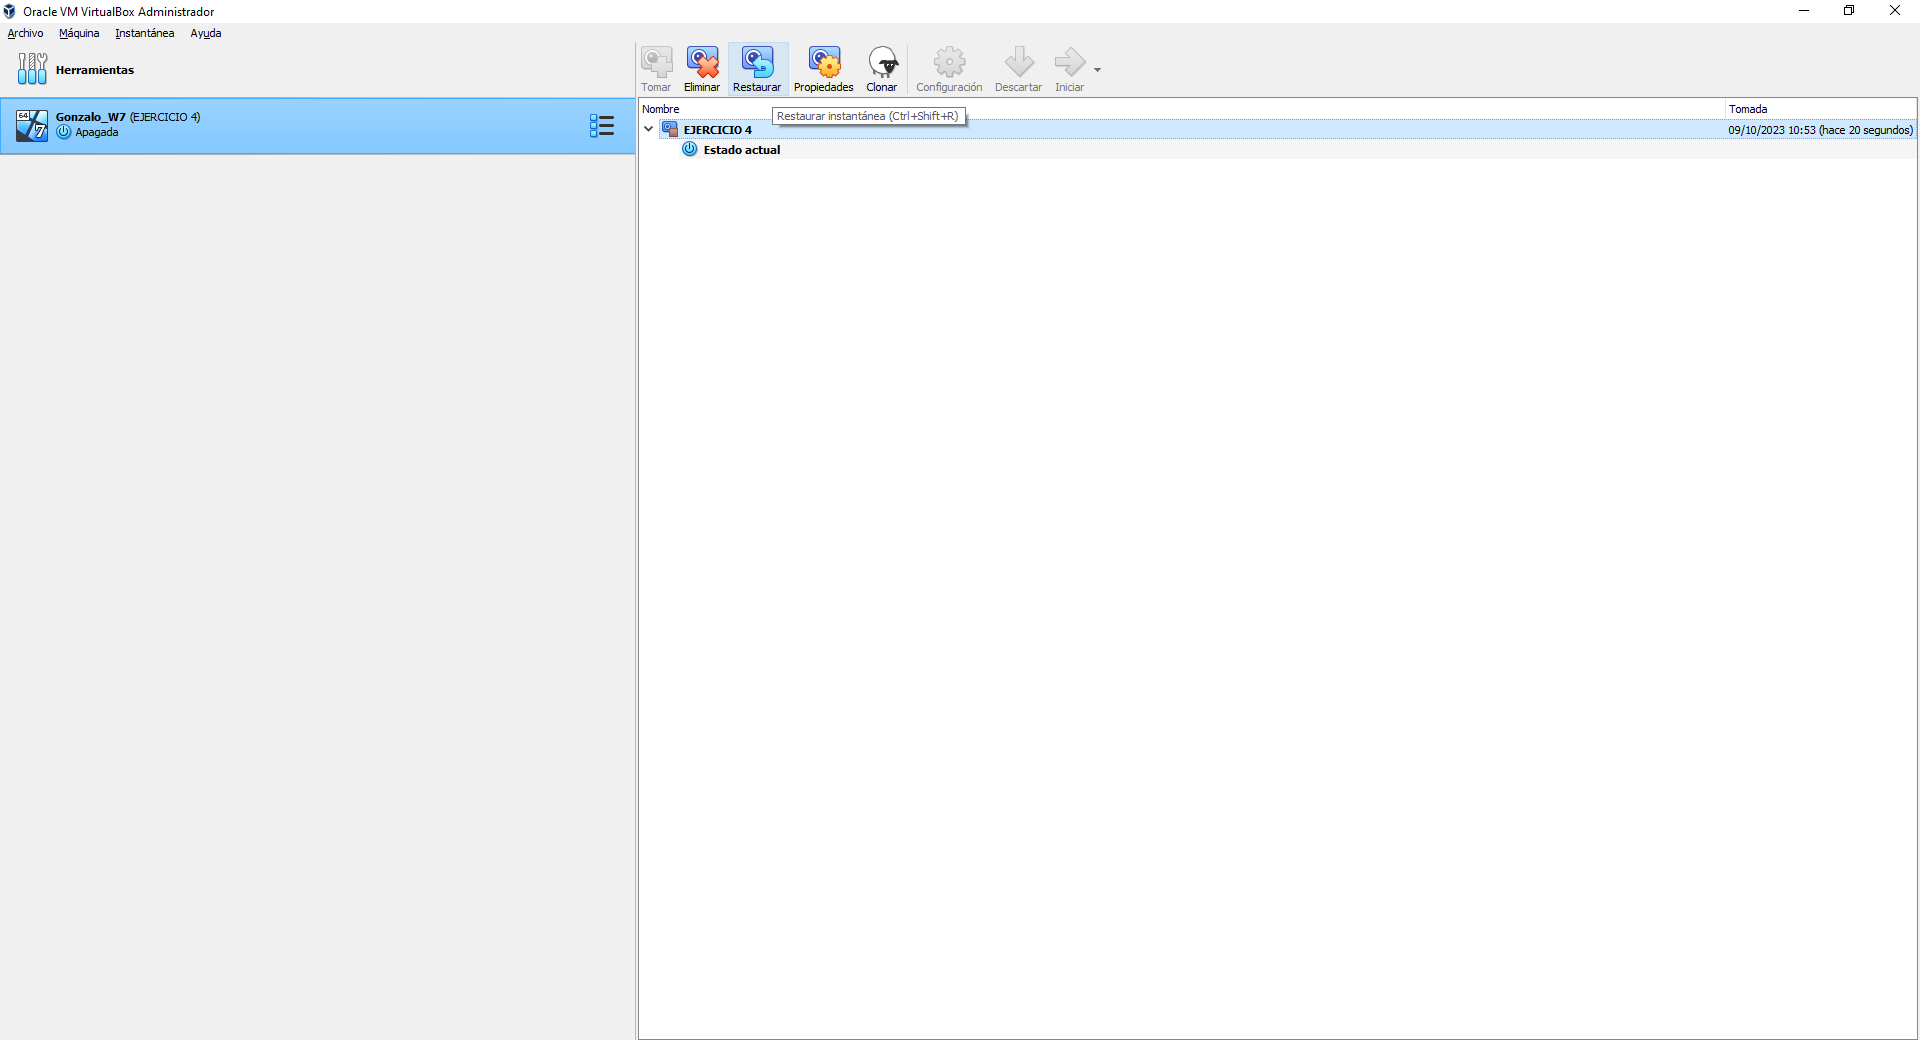 Oracle VM VirtualBox Administrador
Archivo Máquina Instantánea Ayuda
Herramientas
64
7
Gonzalo_W7 (EJERCICIO 4)
Apagada
Tomar Eliminar Restaurar Propiedades Clonar Configuración Descartar Iniciar
Nombre Tomada
Restaurar instantánea (Ctrl+Shift+R)
EJERCICIO 4 09/10/2023 10:53 (hace 20 segundos)
Estado actual